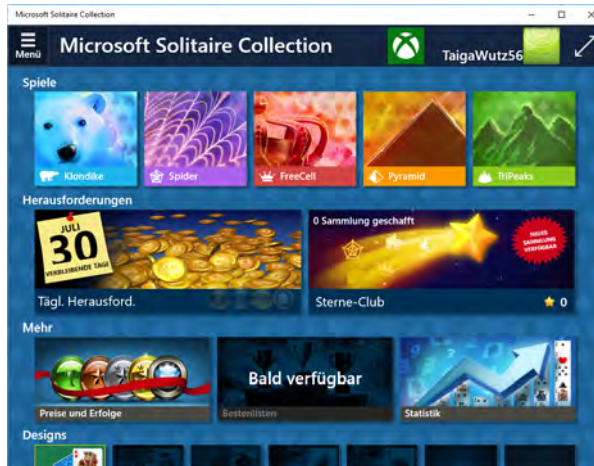 Microsoft Solitaire Collection
Menü
Microsoft Solitaire Collection
TaigaWutz56
Spiele
Klondike
Spider
FreeCell
Pyramid
TriPeaks
Herausforderungen
JULI
30
VERBLEIBENDE TAGE
Tägl. Herausford.
0 Sammlung geschafft
NEUES
SAMMLUNG
VERFÜGBAR
Sterne-Club
0
Mehr
Preise und Erfolge
Bald verfügbar
Bestenlisten
Statistik
Designs